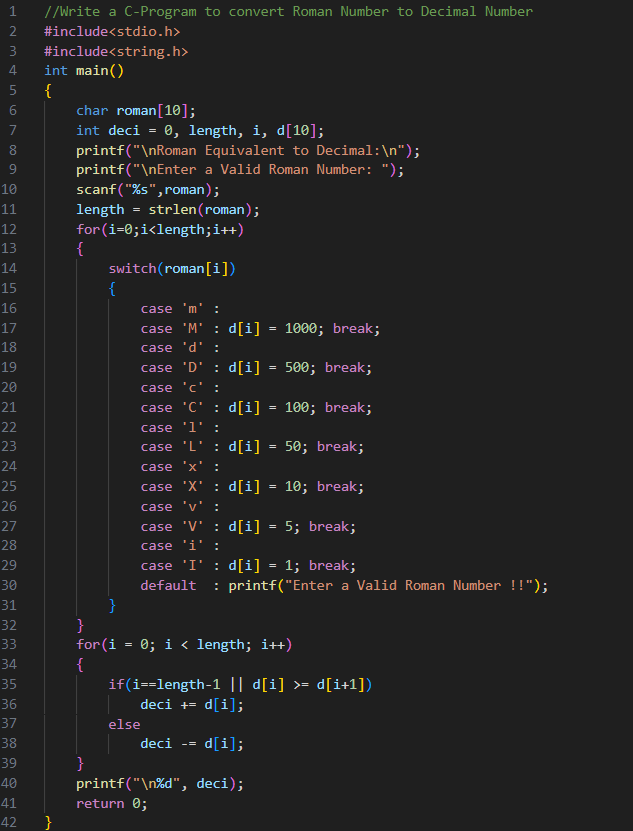 1 //Write a C-Program to convert Roman Number to Decimal Number
2 #include<stdio.h>
3 #include<string.h>
4 int main()
5 {
6     char roman[10];
7     int deci = 0, length, i, d[10];
8     printf("\nRoman Equivalent to Decimal:\n");
9     printf("\nEnter a Valid Roman Number: ");
10     scanf("%s",roman);
11     length = strlen(roman);
12     for(i=0;i<length;i++)
13     {
14         switch(roman[i])
15         {
16             case 'm' :
17             case 'M' : d[i] = 1000; break;
18             case 'd' :
19             case 'D' : d[i] = 500; break;
20             case 'c' :
21             case 'C' : d[i] = 100; break;
22             case 'l' :
23             case 'L' : d[i] = 50; break;
24             case 'x' :
25             case 'X' : d[i] = 10; break;
26             case 'v' :
27             case 'V' : d[i] = 5; break;
28             case 'i' :
29             case 'I' : d[i] = 1; break;
30             default  : printf("Enter a Valid Roman Number !!");
31         }
32     }
33     for(i = 0; i < length; i++)
34     {
35         if(i==length-1 || d[i] >= d[i+1])
36             deci += d[i];
37         else
38             deci -= d[i];
39     }
40     printf("\n%d", deci);
41     return 0;
42 }